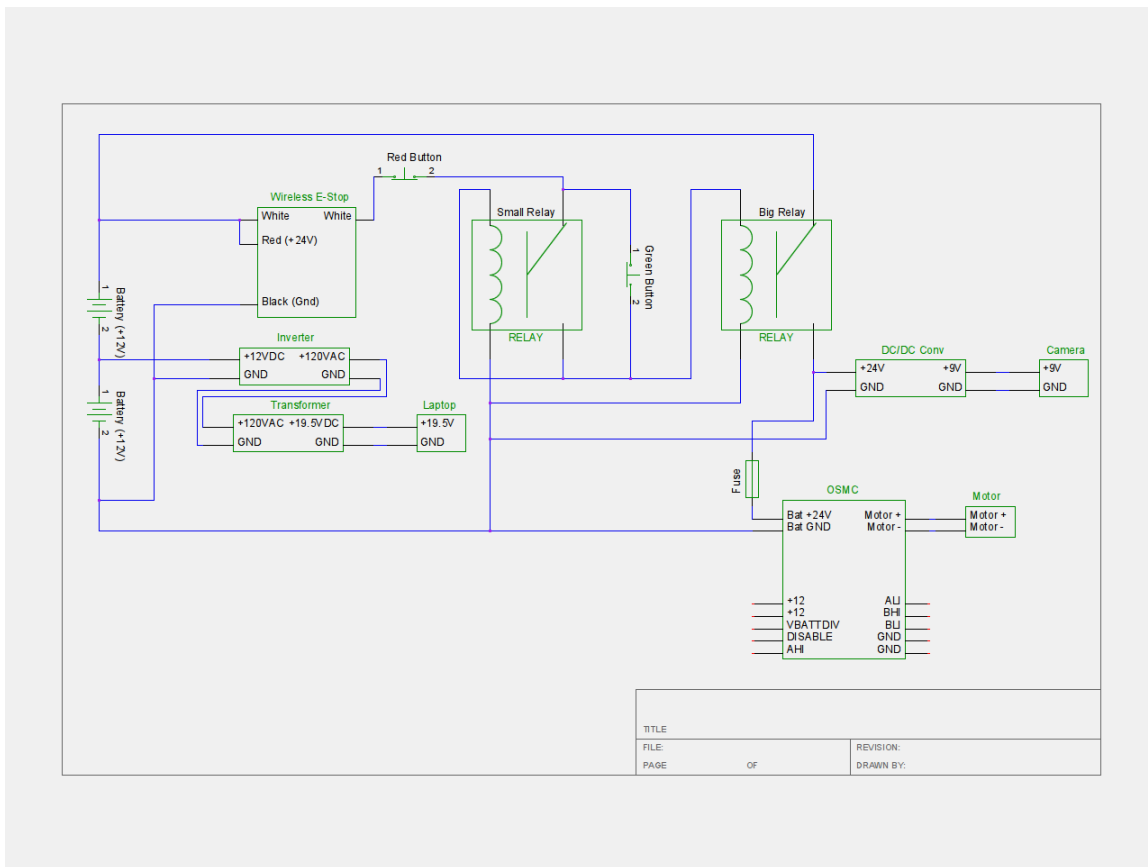 Red Button
1 2
Wireless E-Stop
White White
Red (+24V)
Black (Gnd)
Small Relay
RELAY
1
Green Button
2
Big Relay
RELAY
1
Battery (+12V)
2
1
Battery (+12V)
2
Inverter
+12VDC +120VAC
GND GND
Transformer
+120VAC +19.5VDC
GND GND
Laptop
+19.5V
GND
DC/DC Conv
+24V +9V
GND GND
Camera
+9V
GND
Fuse
OSMC
Bat +24V Motor +
Bat GND Motor -
+12 ALI
+12 BHI
VBATTDIV BLI
DISABLE GND
AHI GND
Motor
Motor +
Motor -
TITLE
FILE: REVISION:
PAGE OF DRAWN BY: